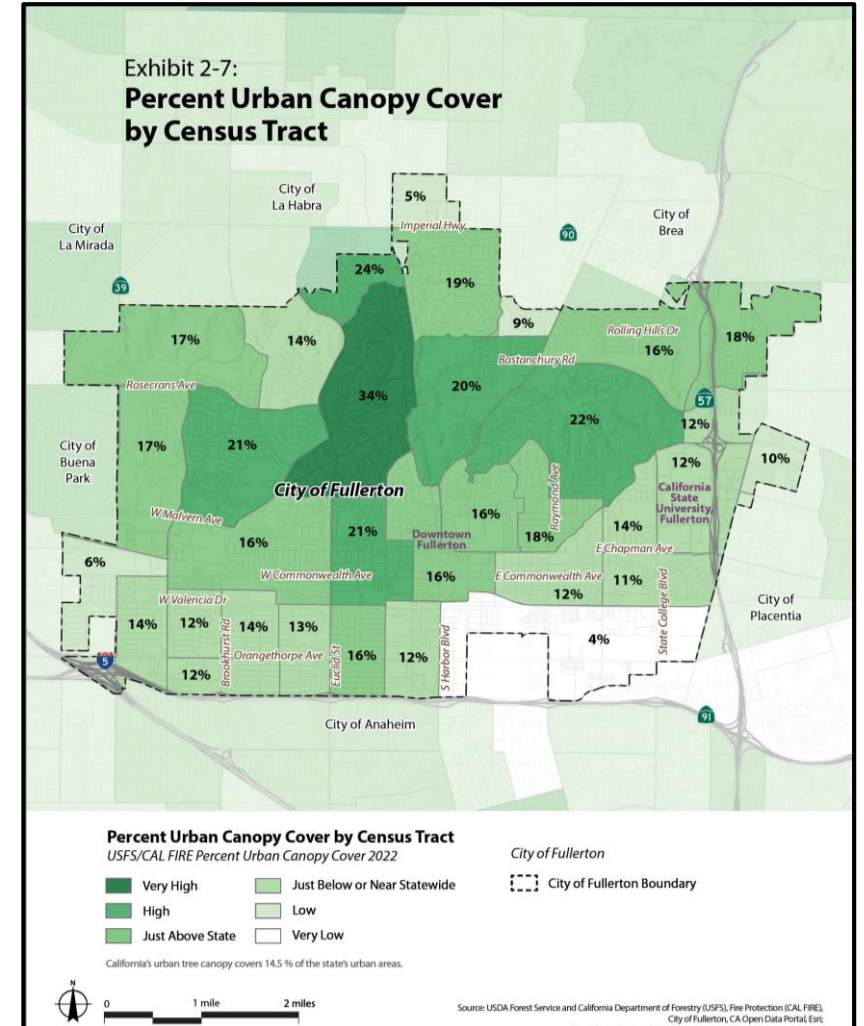 Exhibit 2-7:
Percent Urban Canopy Cover
by Census Tract
City of
La Habra
5%
Imperial Hwy
City of
La Mirada
90
City of
Brea
39
24%
19%
9%
17%
14%
Rolling Hills Dr
16%
18%
Bastanchury Rd
Rosecrans Ave
34%
20%
22%
57
12%
City of
Buena
Park
17%
21%
12%
10%
City of Fullerton
California
State
University,
Fullerton
W Malvern Ave
16%
21%
Downtown
Fullerton
16%
Raymond Ave
18%
14%
E Chapman Ave
6%
W Commonwealth Ave
16%
E Commonwealth Ave
12%
11%
State College Blvd
City of
Placentia
W Valencia Dr
14%
12%
Brookhurst Rd
14%
13%
Orangethorpe Ave
Euclid St
16%
12%
S Harbor Blvd
4%
12%
5
City of Anaheim
91
Percent Urban Canopy Cover by Census Tract
USFS/CAL FIRE Percent Urban Canopy Cover 2022
Very High
High
Just Above State
Just Below or Near Statewide
Low
Very Low
City of Fullerton
City of Fullerton Boundary
California's urban tree canopy covers 14.5 % of the state's urban areas.
N
0
1 mile
2 miles
Source: USDA Forest Service and California Department of Forestry (USFS), Fire Protection (CAL FIRE),
City of Fullerton, CA Open Data Portal, Esri;